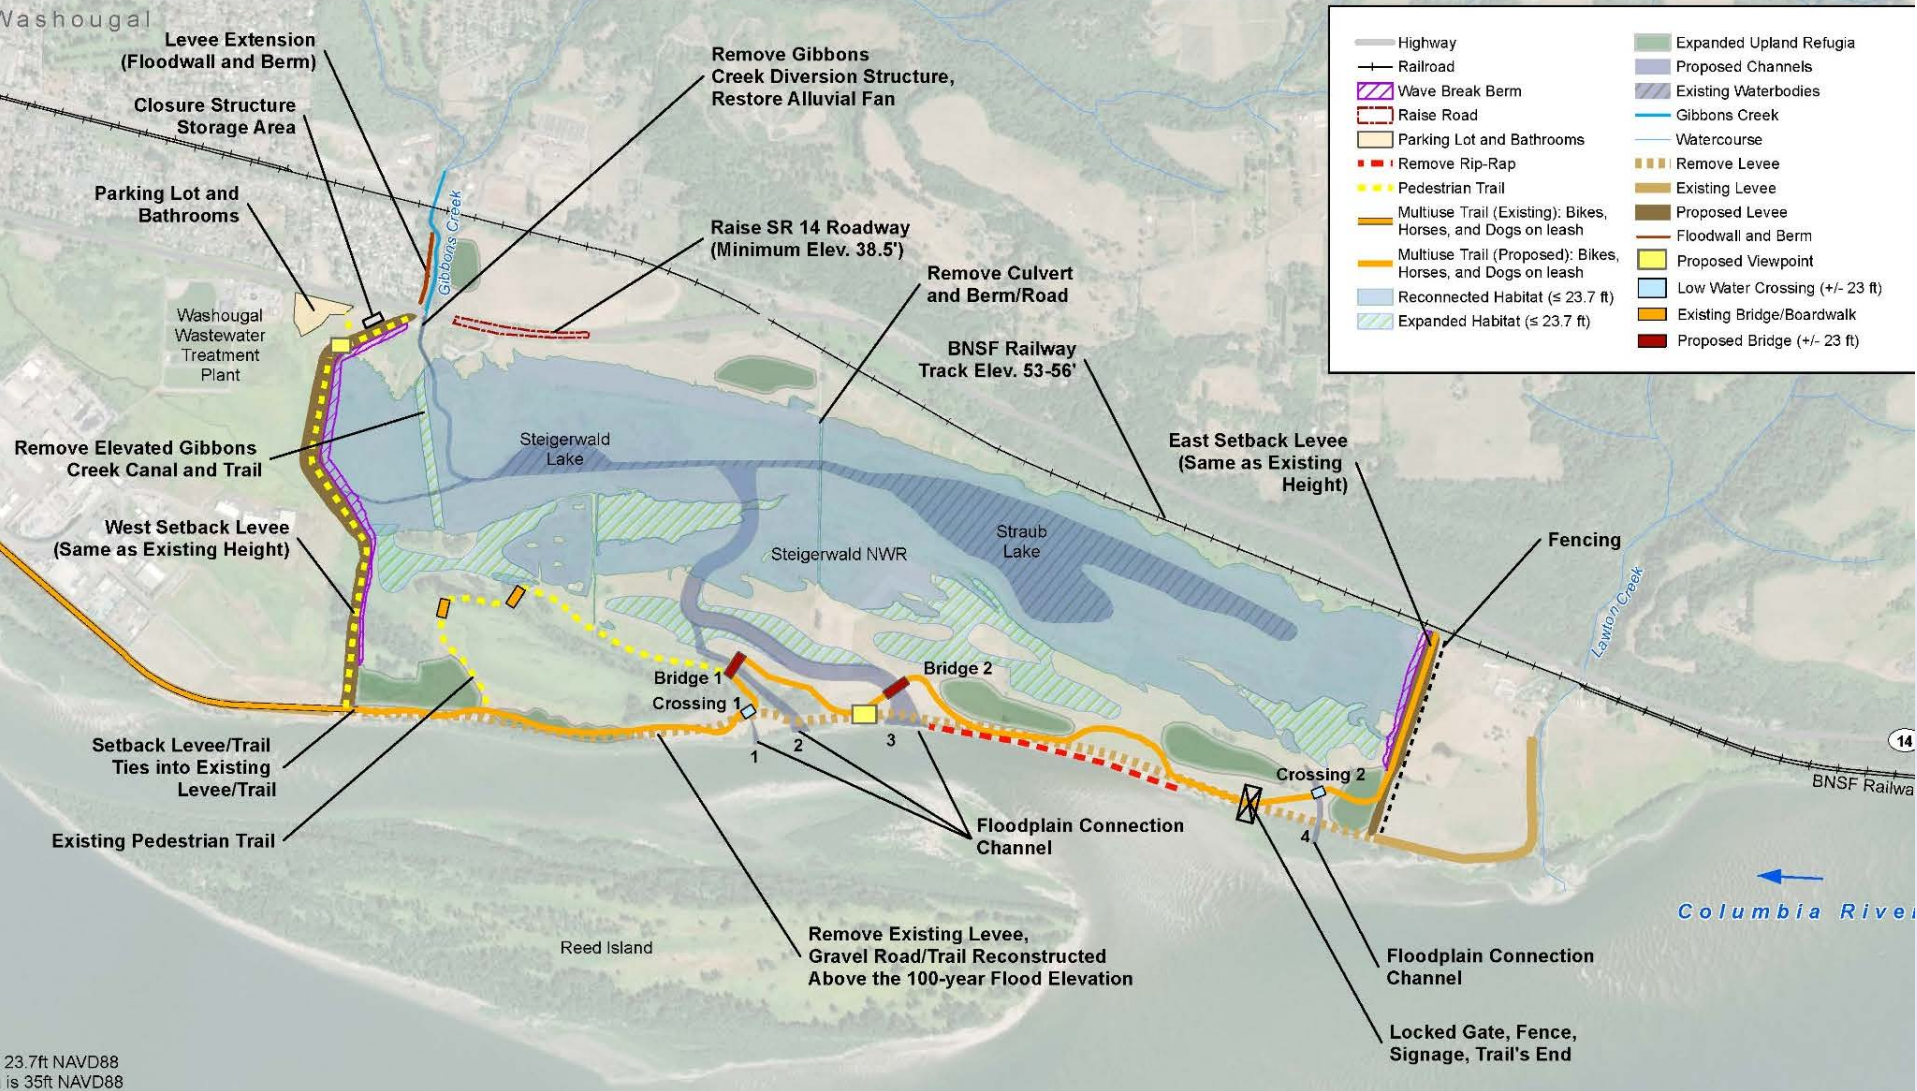 Washougal
Levee Extension
(Floodwall and Berm)
Closure Structure
Storage Area
Parking Lot and
Bathrooms
Remove Gibbons
Creek Diversion Structure,
Restore Alluvial Fan
Gibbons Creek
Raise SR 14 Roadway
(Minimum Elev. 38.5')
Remove Culvert
and Berm/Road
BNSF Railway
Track Elev. 53-56'
Highway
Railroad
Wave Break Berm
Raise Road
Parking Lot and Bathrooms
Remove Rip-Rap
Pedestrian Trail
Multiuse Trail (Existing): Bikes,
Horses, and Dogs on leash
Multiuse Trail (Proposed): Bikes,
Horses, and Dogs on leash
Reconnected Habitat (≤ 23.7 ft)
Expanded Habitat (≤ 23.7 ft)
Expanded Upland Refugia
Proposed Channels
Existing Waterbodies
Gibbons Creek
Watercourse
Remove Levee
Existing Levee
Proposed Levee
Floodwall and Berm
Proposed Viewpoint
Low Water Crossing (+/- 23 ft)
Existing Bridge/Boardwalk
Proposed Bridge (+/- 23 ft)
Washougal
Wastewater
Treatment
Plant
Remove Elevated Gibbons
Creek Canal and Trail
Steigerwald
Lake
East Setback Levee
(Same as Existing
Height)
West Setback Levee
(Same as Existing Height)
Steigerwald NWR
Straub
Lake
Fencing
Lawton Creek
Bridge 1
Crossing 1
Bridge 2
1
2
3
Crossing 2
4
14
BNSF Railwa
Setback Levee/Trail
Ties into Existing
Levee/Trail
Existing Pedestrian Trail
Floodplain Connection
Channel
Columbia River
Reed Island
Remove Existing Levee,
Gravel Road/Trail Reconstructed
Above the 100-year Flood Elevation
Floodplain Connection
Channel
Locked Gate, Fence,
Signage, Trail's End
23.7ft NAVD88
is 35ft NAVD88